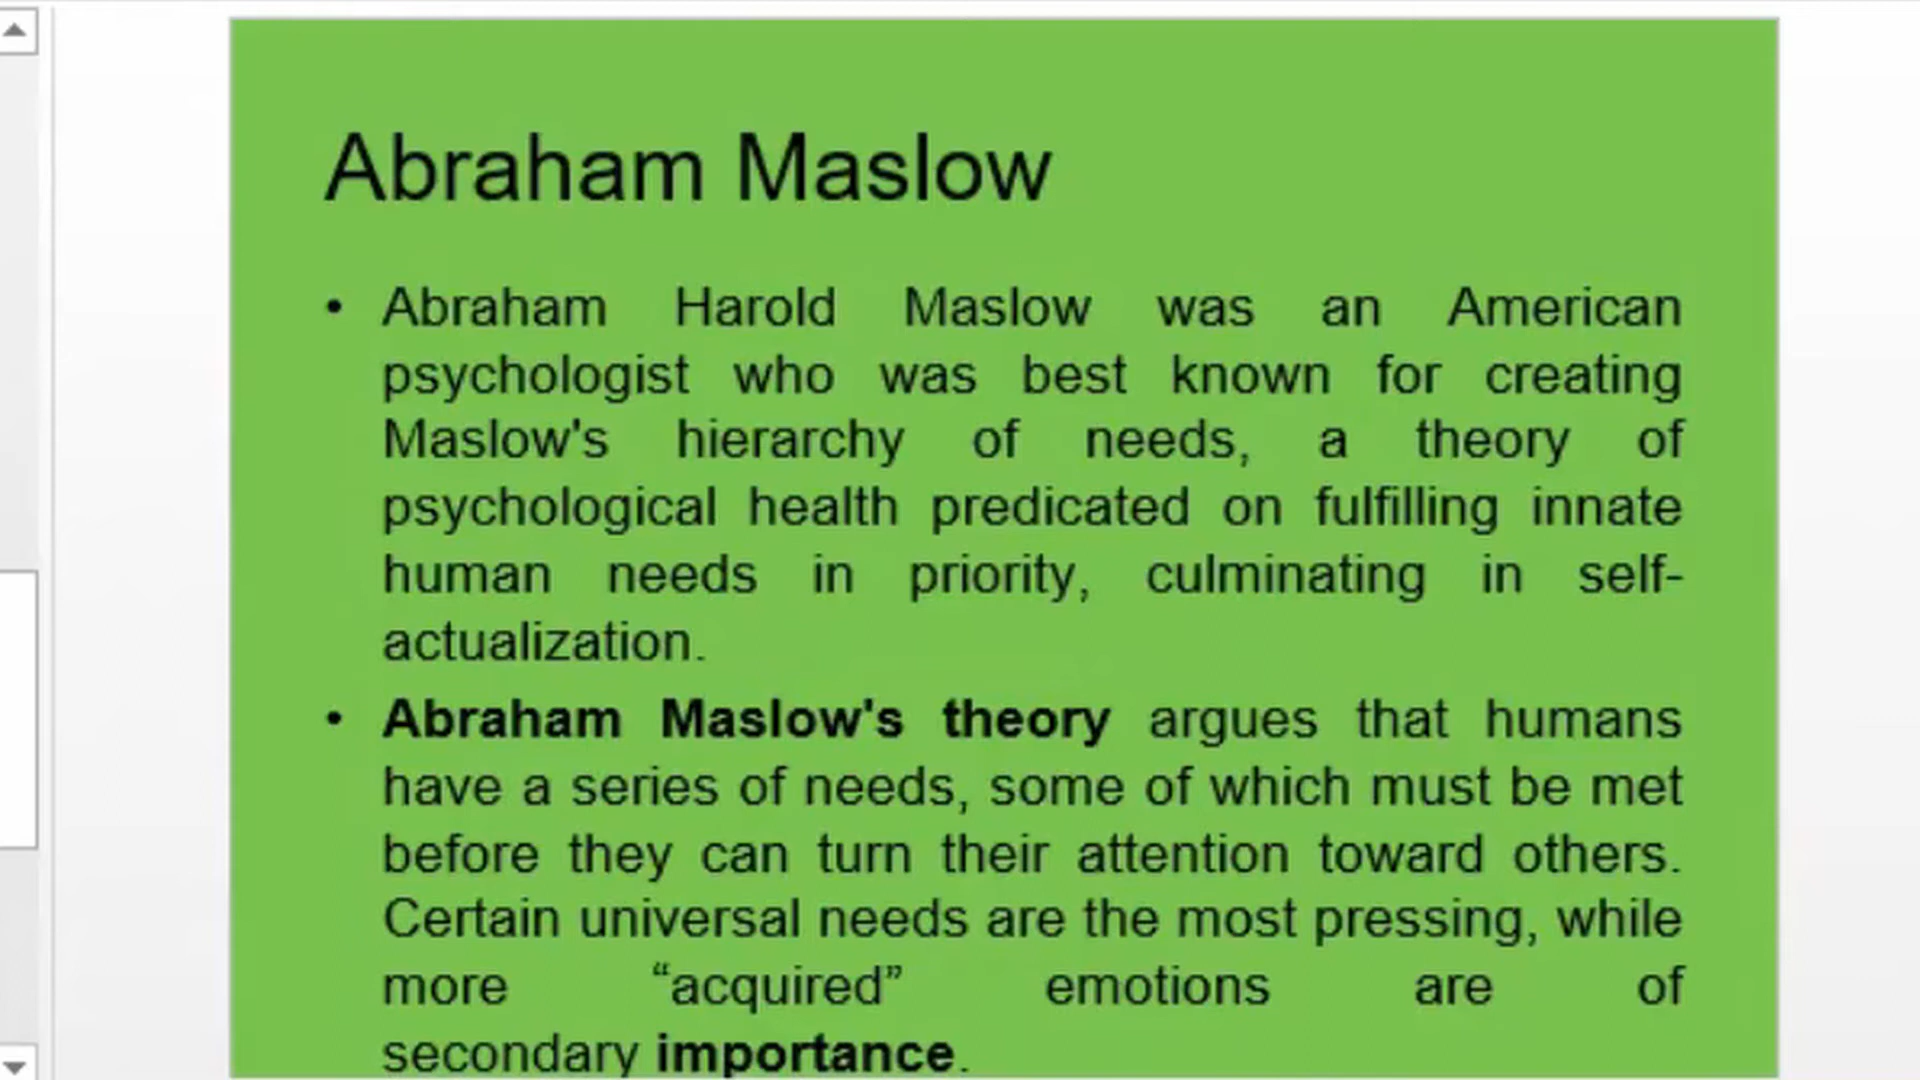 Abraham Maslow
• Abraham Harold Maslow was an American
psychologist who was best known for creating
Maslow's hierarchy of needs, a theory of
psychological health predicated on fulfilling innate
human needs in priority, culminating in self-
actualization.
• Abraham Maslow's theory argues that humans
have a series of needs, some of which must be met
before they can turn their attention toward others.
Certain universal needs are the most pressing, while
more “acquired” emotions are of
secondary importance.